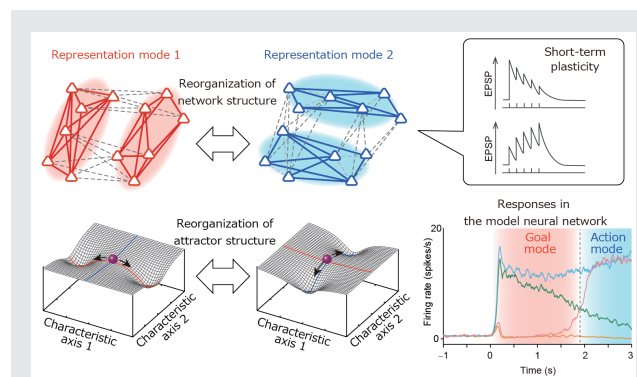 Representation mode 1
Representation mode 2
Reorganization of
network structure
Short-term
plasticity
EPSP
EPSP
Reorganization of
attractor structure
Characteristic
axis 1
Characteristic
axis 2
Characteristic
axis 1
Characteristic
axis 2
Responses in
the model neural network
20
Goal
mode
Action
mode
Firing rate (spikes/s)
0
−1 0 1 2 3
Time (s)